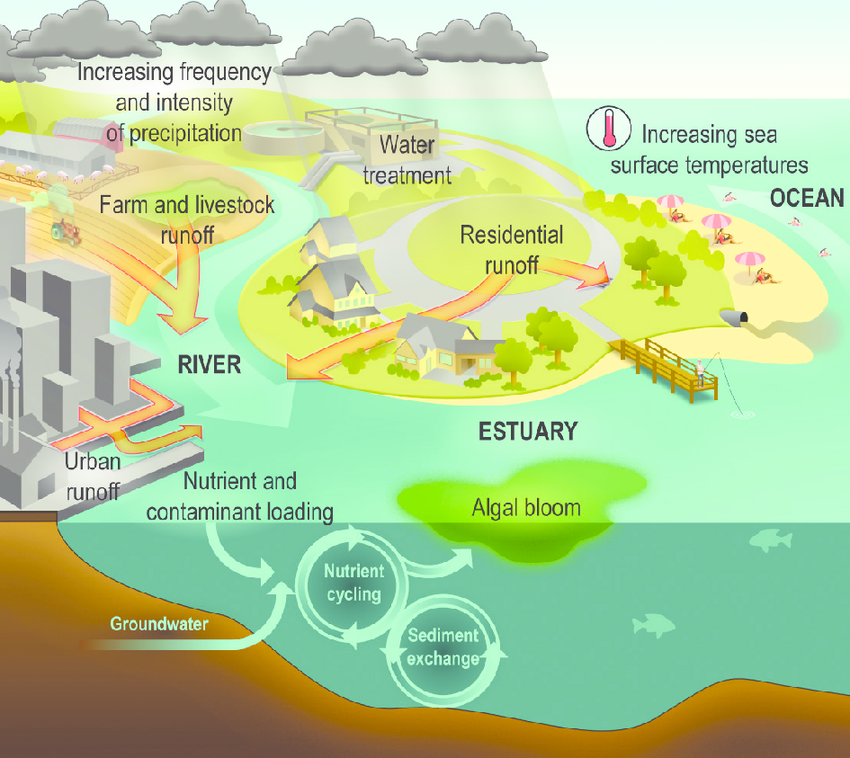 Increasing frequency
and intensity
of precipitation
Water
treatment
Increasing sea
surface temperatures
OCEAN
Farm and livestock
runoff
Residential
runoff
RIVER
ESTUARY
Urban
runoff
Nutrient and
contaminant loading
Algal bloom
Nutrient
cycling
Groundwater
Sediment
exchange